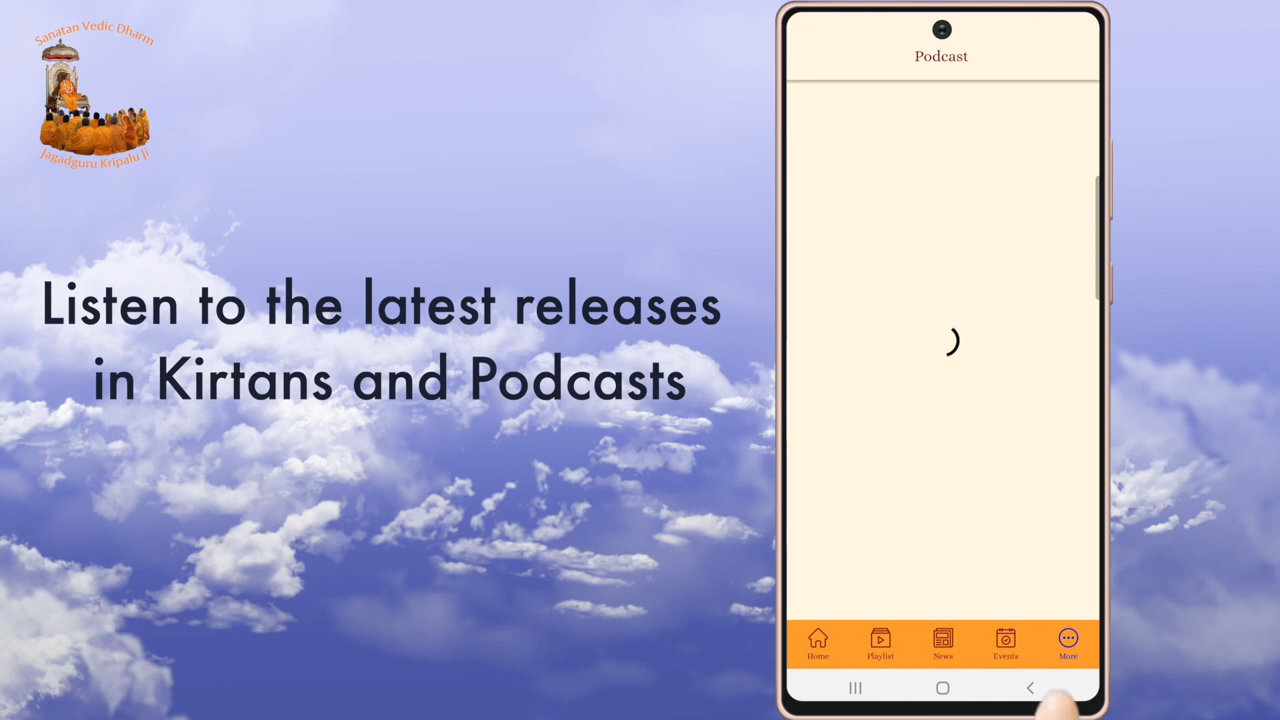 Sanatan Vedic Dharm
Jagadguru Kripalu Ji
Listen to the latest releases
in Kirtans and Podcasts
Podcast
Home
Playlist
News
Events
More